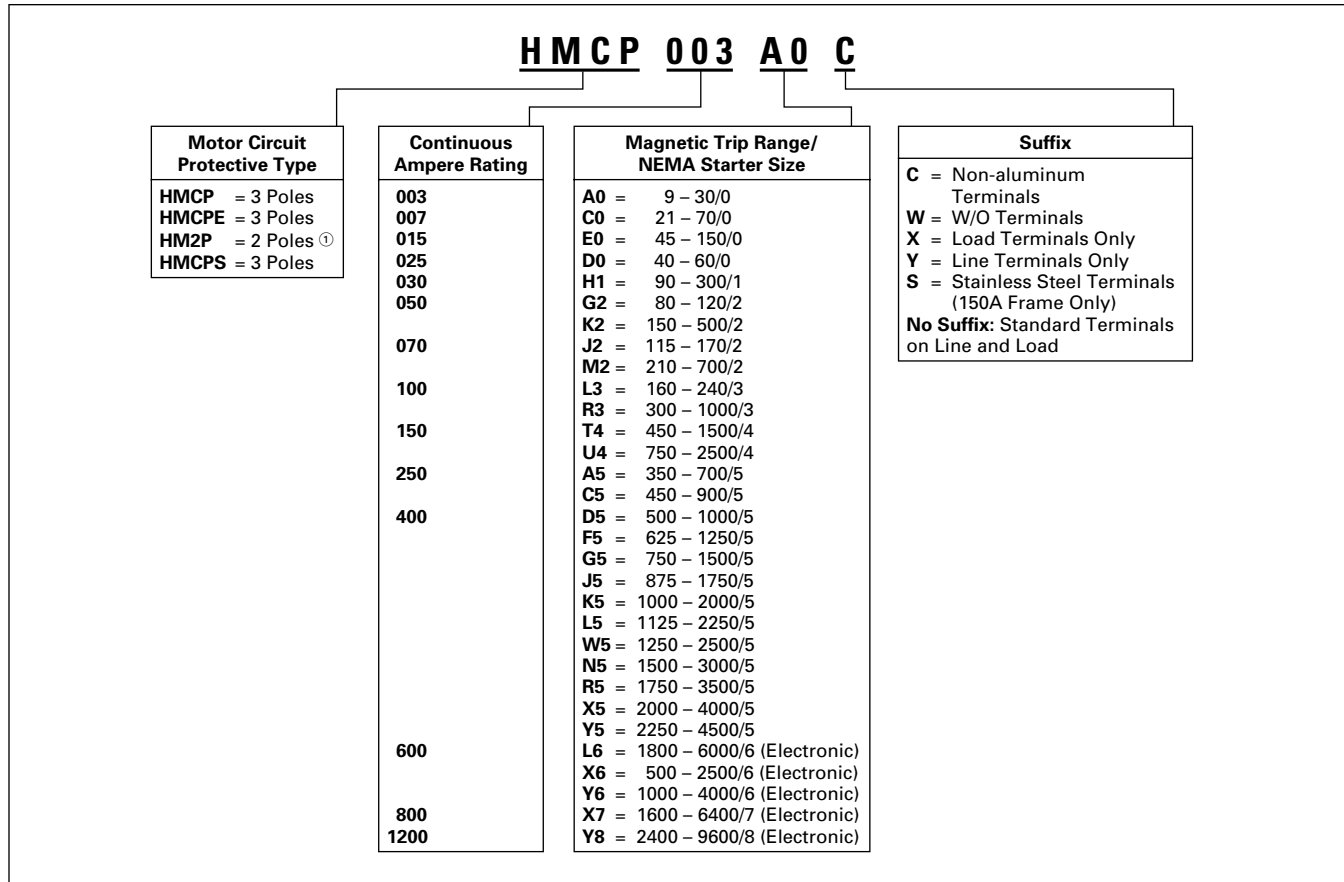 HMCP 003 A0 C
Motor Circuit
Protective Type
HMCP = 3 Poles
HMCPE = 3 Poles
HM2P = 2 Poles ①
HMCPS = 3 Poles
Continuous
Ampere Rating
003
007
015
025
030
050
070
100
150
250
400
600
800
1200
Magnetic Trip Range/
NEMA Starter Size
A0 = 9 – 30/0
C0 = 21 – 70/0
E0 = 45 – 150/0
D0 = 40 – 60/0
H1 = 90 – 300/1
G2 = 80 – 120/2
K2 = 150 – 500/2
J2 = 115 – 170/2
M2 = 210 – 700/2
L3 = 160 – 240/3
R3 = 300 – 1000/3
T4 = 450 – 1500/4
U4 = 750 – 2500/4
A5 = 350 – 700/5
C5 = 450 – 900/5
D5 = 500 – 1000/5
F5 = 625 – 1250/5
G5 = 750 – 1500/5
J5 = 875 – 1750/5
K5 = 1000 – 2000/5
L5 = 1125 – 2250/5
W5 = 1250 – 2500/5
N5 = 1500 – 3000/5
R5 = 1750 – 3500/5
X5 = 2000 – 4000/5
Y5 = 2250 – 4500/5
L6 = 1800 – 6000/6 (Electronic)
X6 = 500 – 2500/6 (Electronic)
Y6 = 1000 – 4000/6 (Electronic)
X7 = 1600 – 6400/7 (Electronic)
Y8 = 2400 – 9600/8 (Electronic)
Suffix
C = Non-aluminum
Terminals
W = W/O Terminals
X = Load Terminals Only
Y = Line Terminals Only
S = Stainless Steel Terminals
(150A Frame Only)
No Suffix: Standard Terminals
on Line and Load